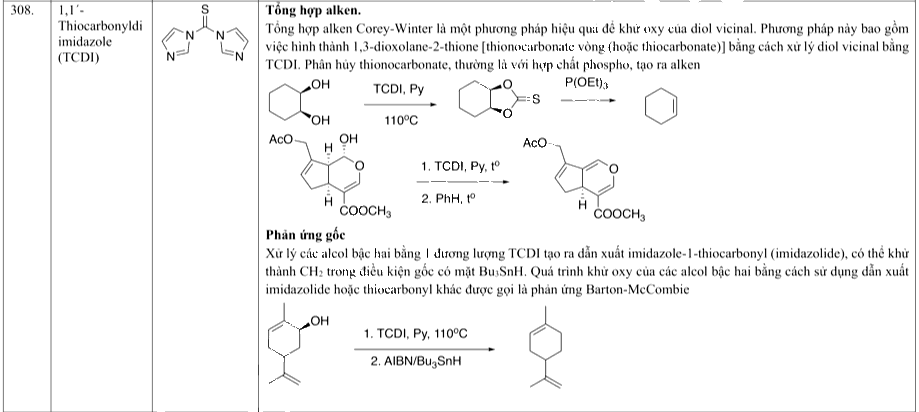 308.
1,1´-
Thiocarbonyldi
imidazole
(TCDI)
S
N N
N N
Tổng hợp alken.
Tổng hợp alken Corey-Winter là một phương pháp hiệu quả để khử oxy của diol vicinal. Phương pháp này bao gồm
việc hình thành 1,3-dioxolane-2-thione [thionocarbonate vòng (hoặc thiocarbonate)] bằng cách xử lý diol vicinal bằng
TCDI. Phân hủy thionocarbonate, thường là với hợp chất phospho, tạo ra alken
OH
OH
TCDI, Py
110⁰C
O
O
S
P(OEt)₃
AcO
H
OH
O
H
COOCH₃
1. TCDI, Py, t⁰
2. PhH, t⁰
AcO
O
H
COOCH₃
Phản ứng gốc
Xử lý các alcol bậc hai bằng 1 đương lượng TCDI tạo ra dẫn xuất imidazole-1-thiocarbonyl (imidazolide), có thể khử
thành CH₂ trong điều kiện gốc có mặt Bu₃SnH. Quá trình khử oxy của các alcol bậc hai bằng cách sử dụng dẫn xuất
imidazolide hoặc thiocarbonyl khác được gọi là phản ứng Barton-McCombie
OH
1. TCDI, Py, 110⁰C
2. AIBN/Bu₃SnH